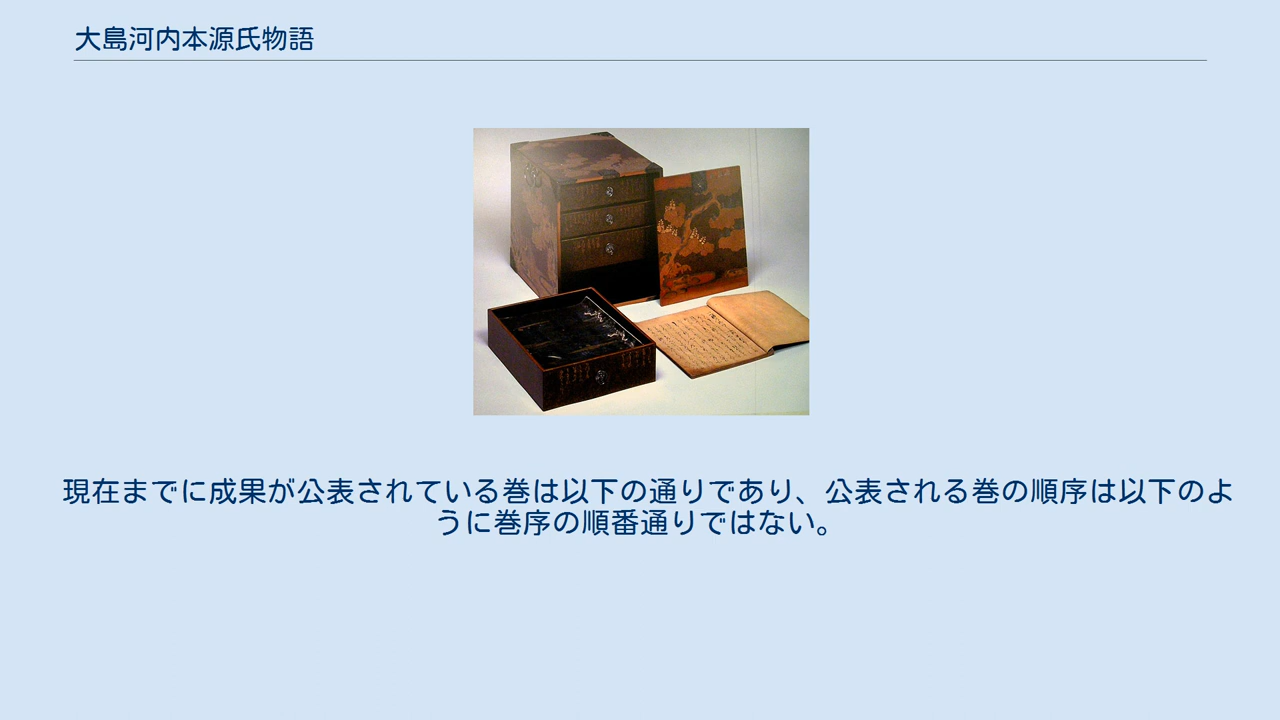 大島河内本源氏物語
現在までに成果が公表されている巻は以下の通りであり、公表される巻の順序は以下のよ
うに巻序の順番通りではない。